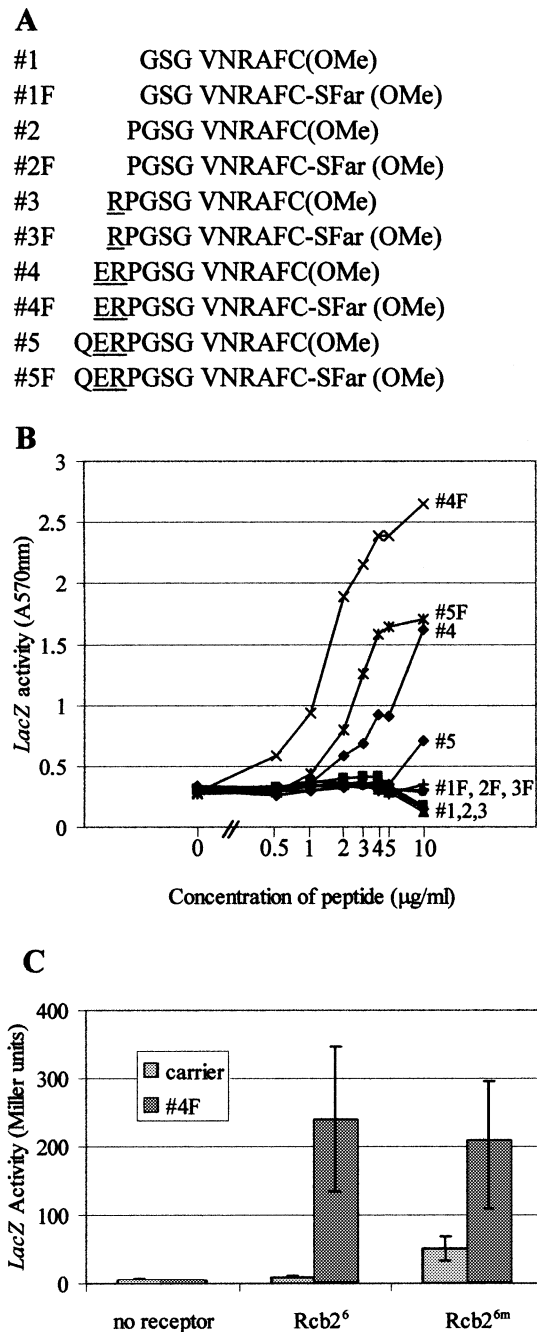 A
#1 GSG VNRAFC(OMe)
#1F GSG VNRAFC-SFar (OMe)
#2 PGSG VNRAFC(OMe)
#2F PGSG VNRAFC-SFar (OMe)
#3 RPGSG VNRAFC(OMe)
#3F RPGSG VNRAFC-SFar (OMe)
#4 ERPGSG VNRAFC(OMe)
#4F ERPGSG VNRAFC-SFar (OMe)
#5 QERPGSG VNRAFC(OMe)
#5F QERPGSG VNRAFC-SFar (OMe)
B
LacZ activity (A570nm)
3
2.5
2
1.5
1
0.5
0
#4F
#5F
#4
#5
#1F, 2F, 3F
#1,2,3
0 0.5 1 2 3 4 5 10
Concentration of peptide (μg/ml)
C
LacZ Activity (Miller units)
400
300
200
100
0
carrier
#4F
no receptor Rcb2⁶ Rcb2⁶ᵐ